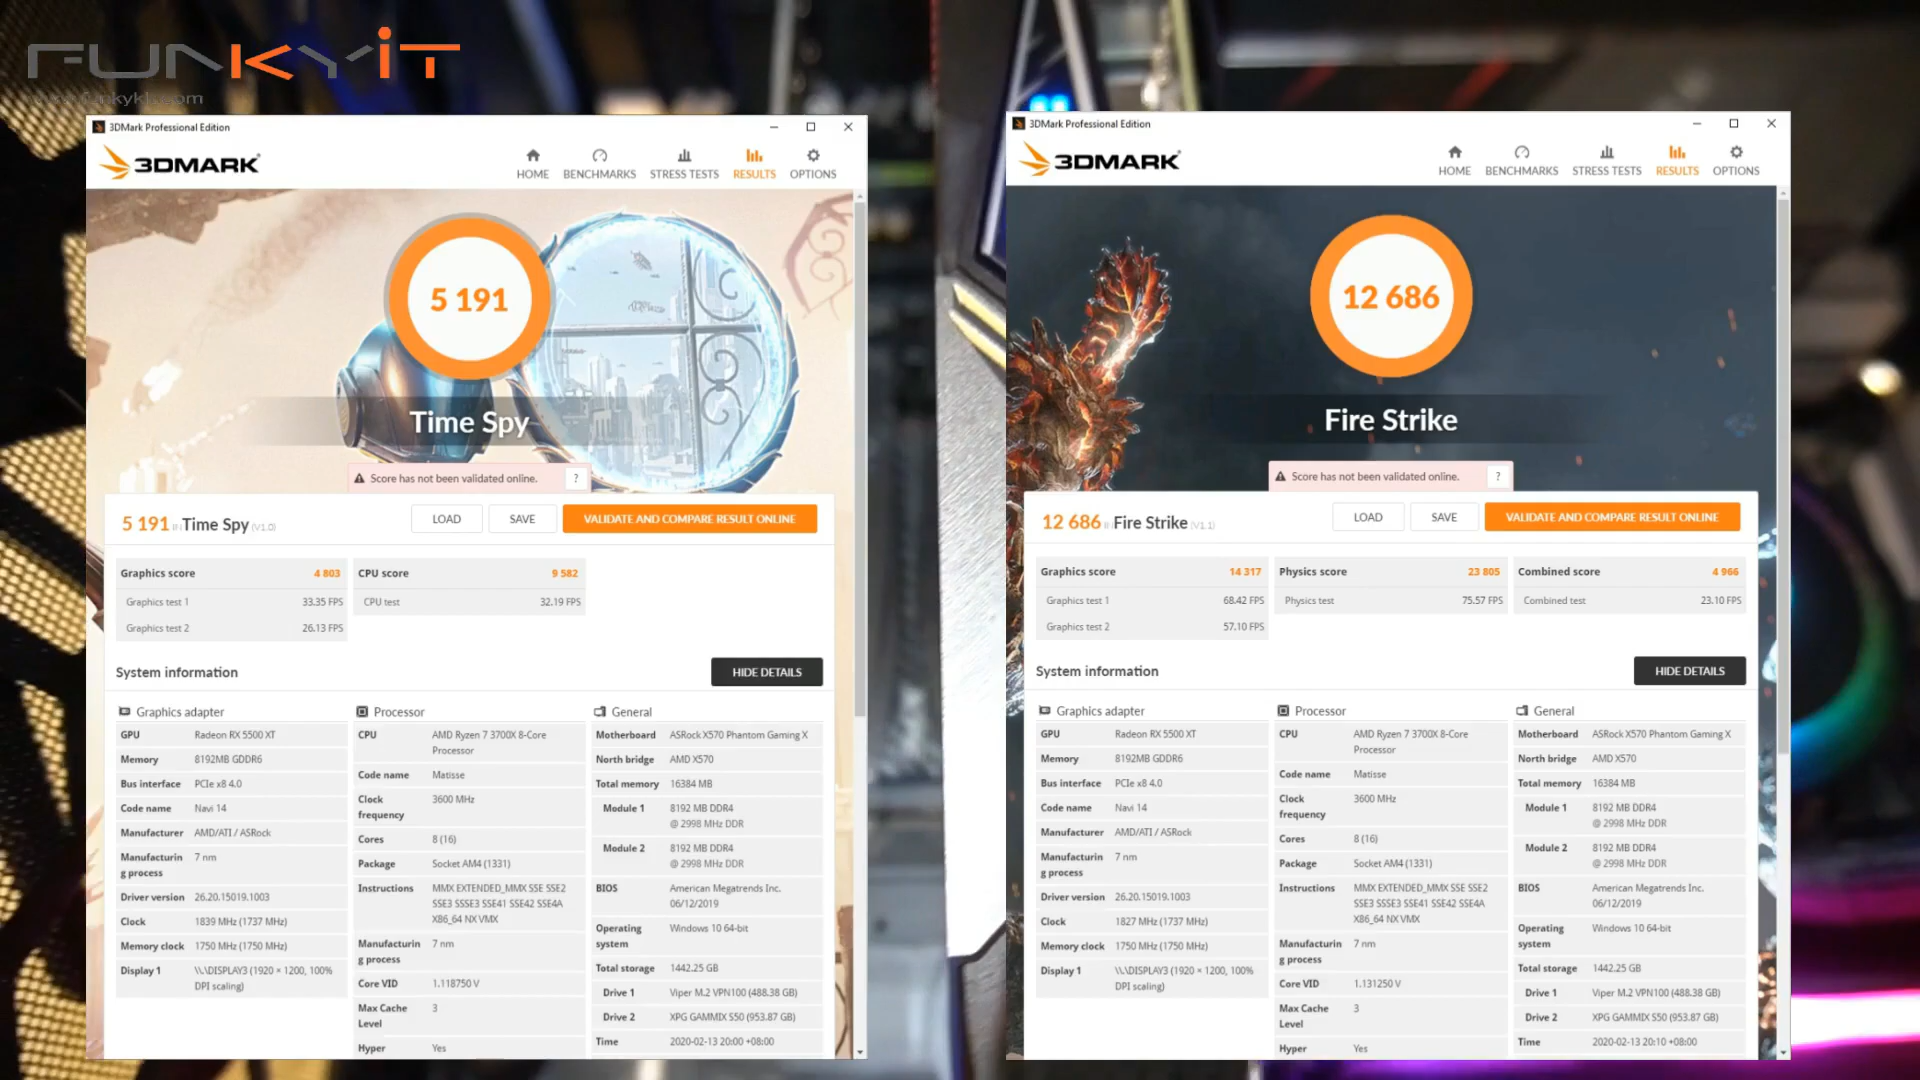 FUNKYiT
3DMark Professional Edition
3DMARK
HOME BENCHMARKS STRESS TESTS RESULTS OPTIONS
5 191
Time Spy
Score has not been validated online. ?
5 191 IN Time Spy (V1.0) LOAD SAVE VALIDATE AND COMPARE RESULT ONLINE
Graphics score 4 803 CPU score 9 582
Graphics test 1 33.35 FPS CPU test 32.19 FPS
Graphics test 2 26.13 FPS
System information HIDE DETAILS
Graphics adapter
GPU Radeon RX 5500 XT
Memory 8192MB GDDR6
Bus interface PCIe x8 4.0
Code name Navi 14
Manufacturer AMD/ATI / ASRock
Manufacturin 7 nm
g process
Driver version 26.20.15019.1003
Clock 1839 MHz (1737 MHz)
Memory clock 1750 MHz (1750 MHz)
Display 1 \\.\DISPLAY3 (1920 × 1200, 100%
DPI scaling)
Processor
CPU AMD Ryzen 7 3700X 8-Core
Processor
Code name Matisse
Clock 3600 MHz
frequency
Cores 8 (16)
Package Socket AM4 (1331)
Instructions MMX EXTENDED_MMX SSE SSE2
SSE3 SSSE3 SSE41 SSE42 SSE4A
X86_64 NX VMX
Manufacturin 7 nm
g process
Core VID 1.118750 V
Max Cache 3
Level
Hyper Yes
General
Motherboard ASRock X570 Phantom Gaming X
North bridge AMD X570
Total memory 16384 MB
Module 1 8192 MB DDR4
@ 2998 MHz DDR
Module 2 8192 MB DDR4
@ 2998 MHz DDR
BIOS American Megatrends Inc.
06/12/2019
Operating Windows 10 64-bit
system
Total storage 1442.25 GB
Drive 1 Viper M.2 VPN100 (488.38 GB)
Drive 2 XPG GAMMIX S50 (953.87 GB)
Time 2020-02-13 20:00 +08:00
3DMark Professional Edition
3DMARK
HOME BENCHMARKS STRESS TESTS RESULTS OPTIONS
12 686
Fire Strike
Score has not been validated online. ?
12 686 IN Fire Strike (V1.1) LOAD SAVE VALIDATE AND COMPARE RESULT ONLINE
Graphics score 14 317 Physics score 23 805 Combined score 4 966
Graphics test 1 68.42 FPS Physics test 75.57 FPS Combined test 23.10 FPS
Graphics test 2 57.10 FPS
System information HIDE DETAILS
Graphics adapter
GPU Radeon RX 5500 XT
Memory 8192MB GDDR6
Bus interface PCIe x8 4.0
Code name Navi 14
Manufacturer AMD/ATI / ASRock
Manufacturin 7 nm
g process
Driver version 26.20.15019.1003
Clock 1827 MHz (1737 MHz)
Memory clock 1750 MHz (1750 MHz)
Display 1 \\.\DISPLAY3 (1920 × 1200, 100%
DPI scaling)
Processor
CPU AMD Ryzen 7 3700X 8-Core
Processor
Code name Matisse
Clock 3600 MHz
frequency
Cores 8 (16)
Package Socket AM4 (1331)
Instructions MMX EXTENDED_MMX SSE SSE2
SSE3 SSSE3 SSE41 SSE42 SSE4A
X86_64 NX VMX
Manufacturin 7 nm
g process
Core VID 1.131250 V
Max Cache 3
Level
Hyper Yes
General
Motherboard ASRock X570 Phantom Gaming X
North bridge AMD X570
Total memory 16384 MB
Module 1 8192 MB DDR4
@ 2998 MHz DDR
Module 2 8192 MB DDR4
@ 2998 MHz DDR
BIOS American Megatrends Inc.
06/12/2019
Operating Windows 10 64-bit
system
Total storage 1442.25 GB
Drive 1 Viper M.2 VPN100 (488.38 GB)
Drive 2 XPG GAMMIX S50 (953.87 GB)
Time 2020-02-13 20:10 +08:00